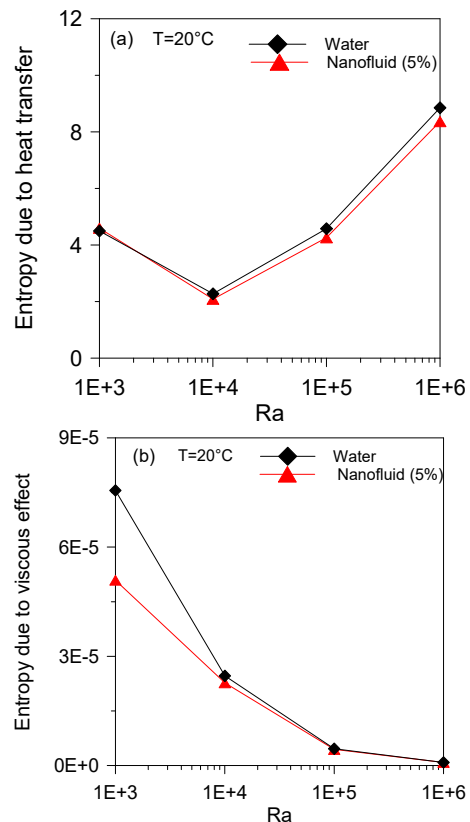 (a) T=20°C
Water
Nanofluid (5%)
Entropy due to heat transfer
12
8
4
0
1E+3 1E+4 1E+5 1E+6
Ra
(b) T=20°C
Water
Nanofluid (5%)
Entropy due to viscous effect
9E-5
6E-5
3E-5
0E+0
1E+3 1E+4 1E+5 1E+6
Ra